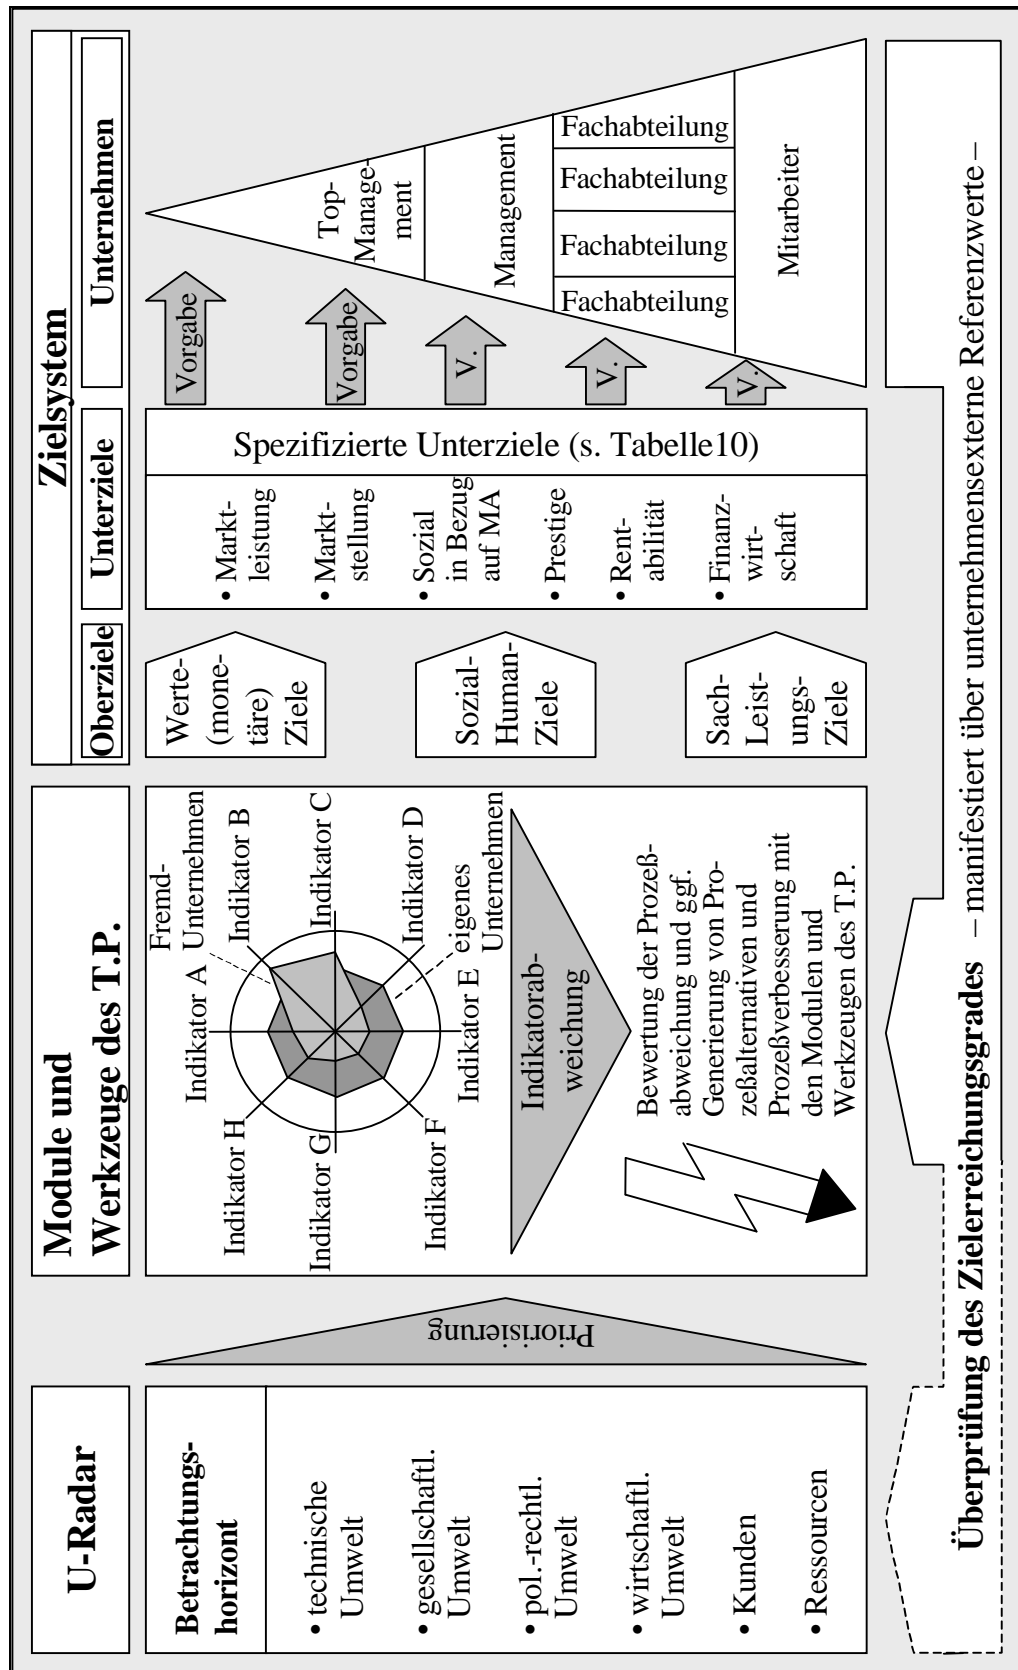 U-Radar
Betrachtungs-
horizont
• technische
Umwelt
• gesellschaftl.
Umwelt
• pol.-rechtl.
Umwelt
• wirtschaftl.
Umwelt
• Kunden
• Ressourcen
Priorisierung
Module und
Werkzeuge des T.P.
Fremd-
Unternehmen
Indikator A
Indikator B
Indikator C
Indikator D
eigenes
Unternehmen
Indikator E
Indikator F
Indikator G
Indikator H
Indikatorab-
weichung
Bewertung der Prozeß-
abweichung und ggf.
Generierung von Pro-
zeßalternativen und
Prozeßverbesserung mit
den Modulen und
Werkzeugen des T.P.
Zielsystem
Oberziele
Unterziele
Unternehmen
Werte-
(mone-
täre)
Ziele
Sozial-
Human-
Ziele
Sach-
Leist-
ungs-
Ziele
• Markt-
leistung
• Markt-
stellung
• Sozial
in Bezug
auf MA
• Prestige
• Rent-
abilität
• Finanz-
wirt-
schaft
Spezifizierte Unterziele (s. Tabelle10)
Vorgabe
Vorgabe
V.
V.
V.
Top-
Manage-
ment
Management
Fachabteilung
Fachabteilung
Fachabteilung
Fachabteilung
Mitarbeiter
Überprüfung des Zielerreichungsgrades – manifestiert über unternehmensexterne Referenzwerte –